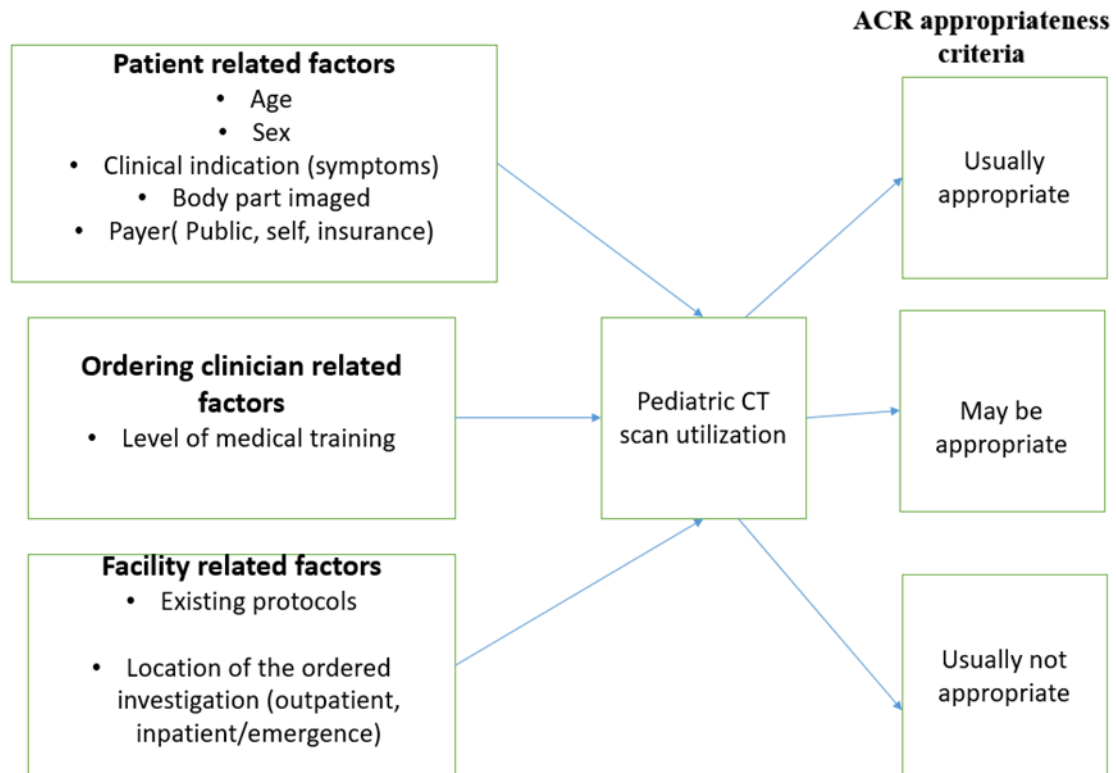 ACR appropriateness
criteria
Patient related factors
• Age
• Sex
• Clinical indication (symptoms)
• Body part imaged
• Payer( Public, self, insurance)
Ordering clinician related
factors
• Level of medical training
Facility related factors
• Existing protocols
• Location of the ordered
investigation (outpatient,
inpatient/emergence)
Pediatric CT
scan utilization
Usually
appropriate
May be
appropriate
Usually not
appropriate